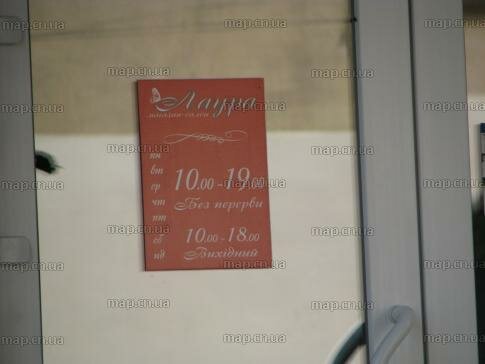 Лаура
магазин-салон
пн
вт
ср 10.00 - 19.00
чт Без перерви
пт
сб 10.00 - 18.00
нд Вихідний
map.cn.ua